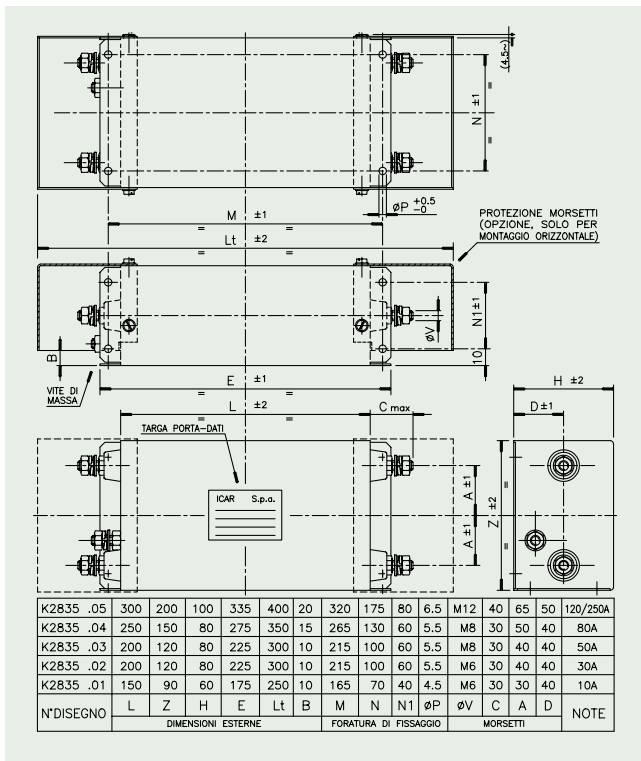 (4.5~)
N ±1
=
=
øP +0.5 -0
M ±1
= =
Lt ±2
= =
PROTEZIONE MORSETTI
(OPZIONE, SOLO PER
MONTAGGIO ORIZZONTALE)
B
øV
N1±1
10
VITE DI
MASSA
E ±1
= =
L ±2
= =
C max
H ±2
D±1
TARGA PORTA-DATI
ICAR S.p.a.
A ±1
A ±1
Z ±2
=
=
K2835 .05 300 200 100 335 400 20 320 175 80 6.5 M12 40 65 50 120/250A
K2835 .04 250 150 80 275 350 15 265 130 60 5.5 M8 30 50 40 80A
K2835 .03 200 120 80 225 300 10 215 100 60 5.5 M8 30 40 40 50A
K2835 .02 200 120 80 225 300 10 215 100 60 5.5 M6 30 40 40 30A
K2835 .01 150 90 60 175 250 10 165 70 40 4.5 M6 30 30 40 10A
N°DISEGNO L Z H E Lt B M N N1 øP øV C A D NOTE
DIMENSIONI ESTERNE FORATURA DI FISSAGGIO MORSETTI